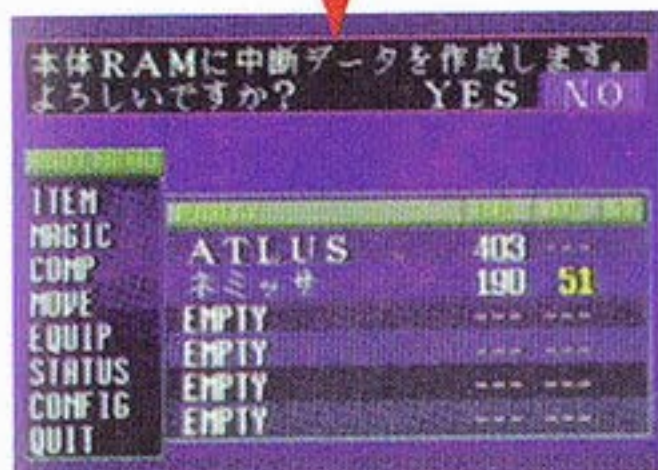 本体RAMに中断データを作成します。
よろしいですか? YES NO
ITEM
MAGIC
COMP
MOVE
EQUIP
STATUS
CONFIG
QUIT
ATLUS 403 ---
ネミッサ 190 51
EMPTY --- ---
EMPTY --- ---
EMPTY --- ---
EMPTY --- ---